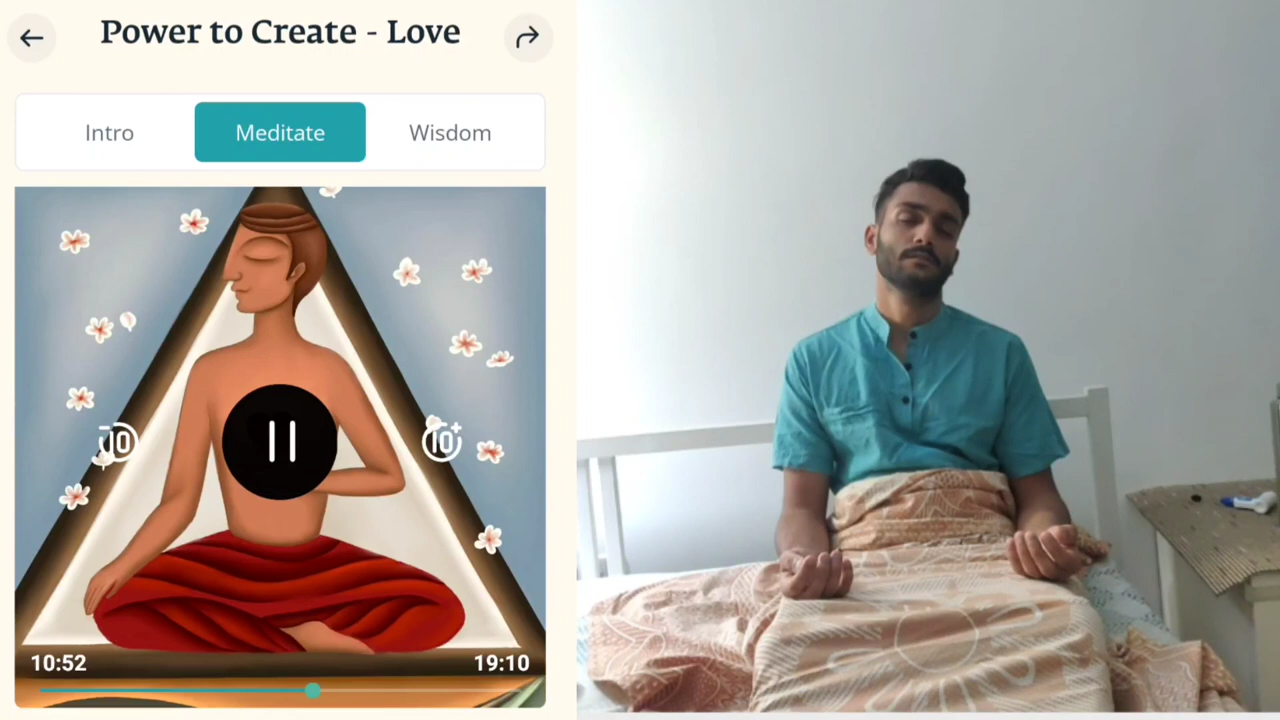 Power to Create - Love
Intro
Meditate
Wisdom
-10
10+
10:52
19:10